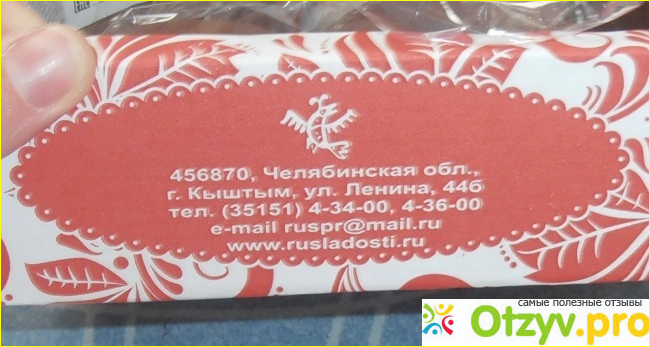 456870, Челябинская обл.,
г. Кыштым, ул. Ленина, 44б
тел. (35151) 4-34-00, 4-36-00
e-mail ruspr@mail.ru
www.rusladosti.ru
самые полезные отзывы
Otzyv.pro